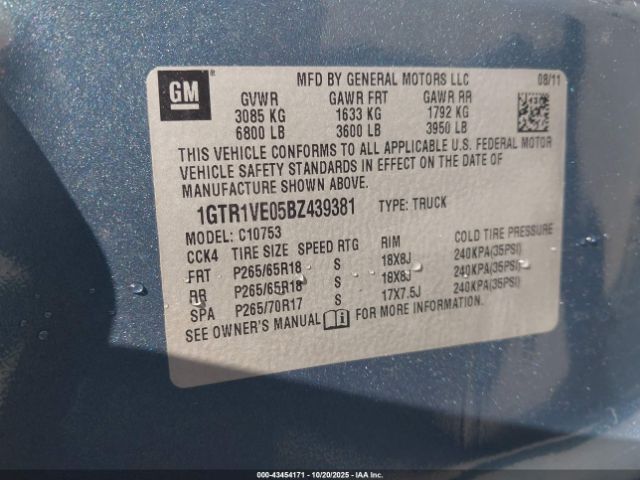 GM
MFD BY GENERAL MOTORS LLC 08/11
GVWR GAWR FRT GAWR RR
3085 KG 1633 KG 1792 KG
6800 LB 3600 LB 3950 LB
THIS VEHICLE CONFORMS TO ALL APPLICABLE U.S. FEDERAL MOTOR
VEHICLE SAFETY STANDARDS IN EFFECT ON THE DATE OF
MANUFACTURE SHOWN ABOVE.
1GTR1VE05BZ439381 TYPE: TRUCK
MODEL: C10753
CCK4 TIRE SIZE SPEED RTG RIM COLD TIRE PRESSURE
FRT P265/65R18 S 18X8J 240KPA(35PSI)
RR P265/65R18 S 18X8J 240KPA(35PSI)
SPA P265/70R17 S 17X7.5J 240KPA(35PSI)
SEE OWNER'S MANUAL FOR MORE INFORMATION
000-43454171 - 10/20/2025 - www.iaai.com - Copyright